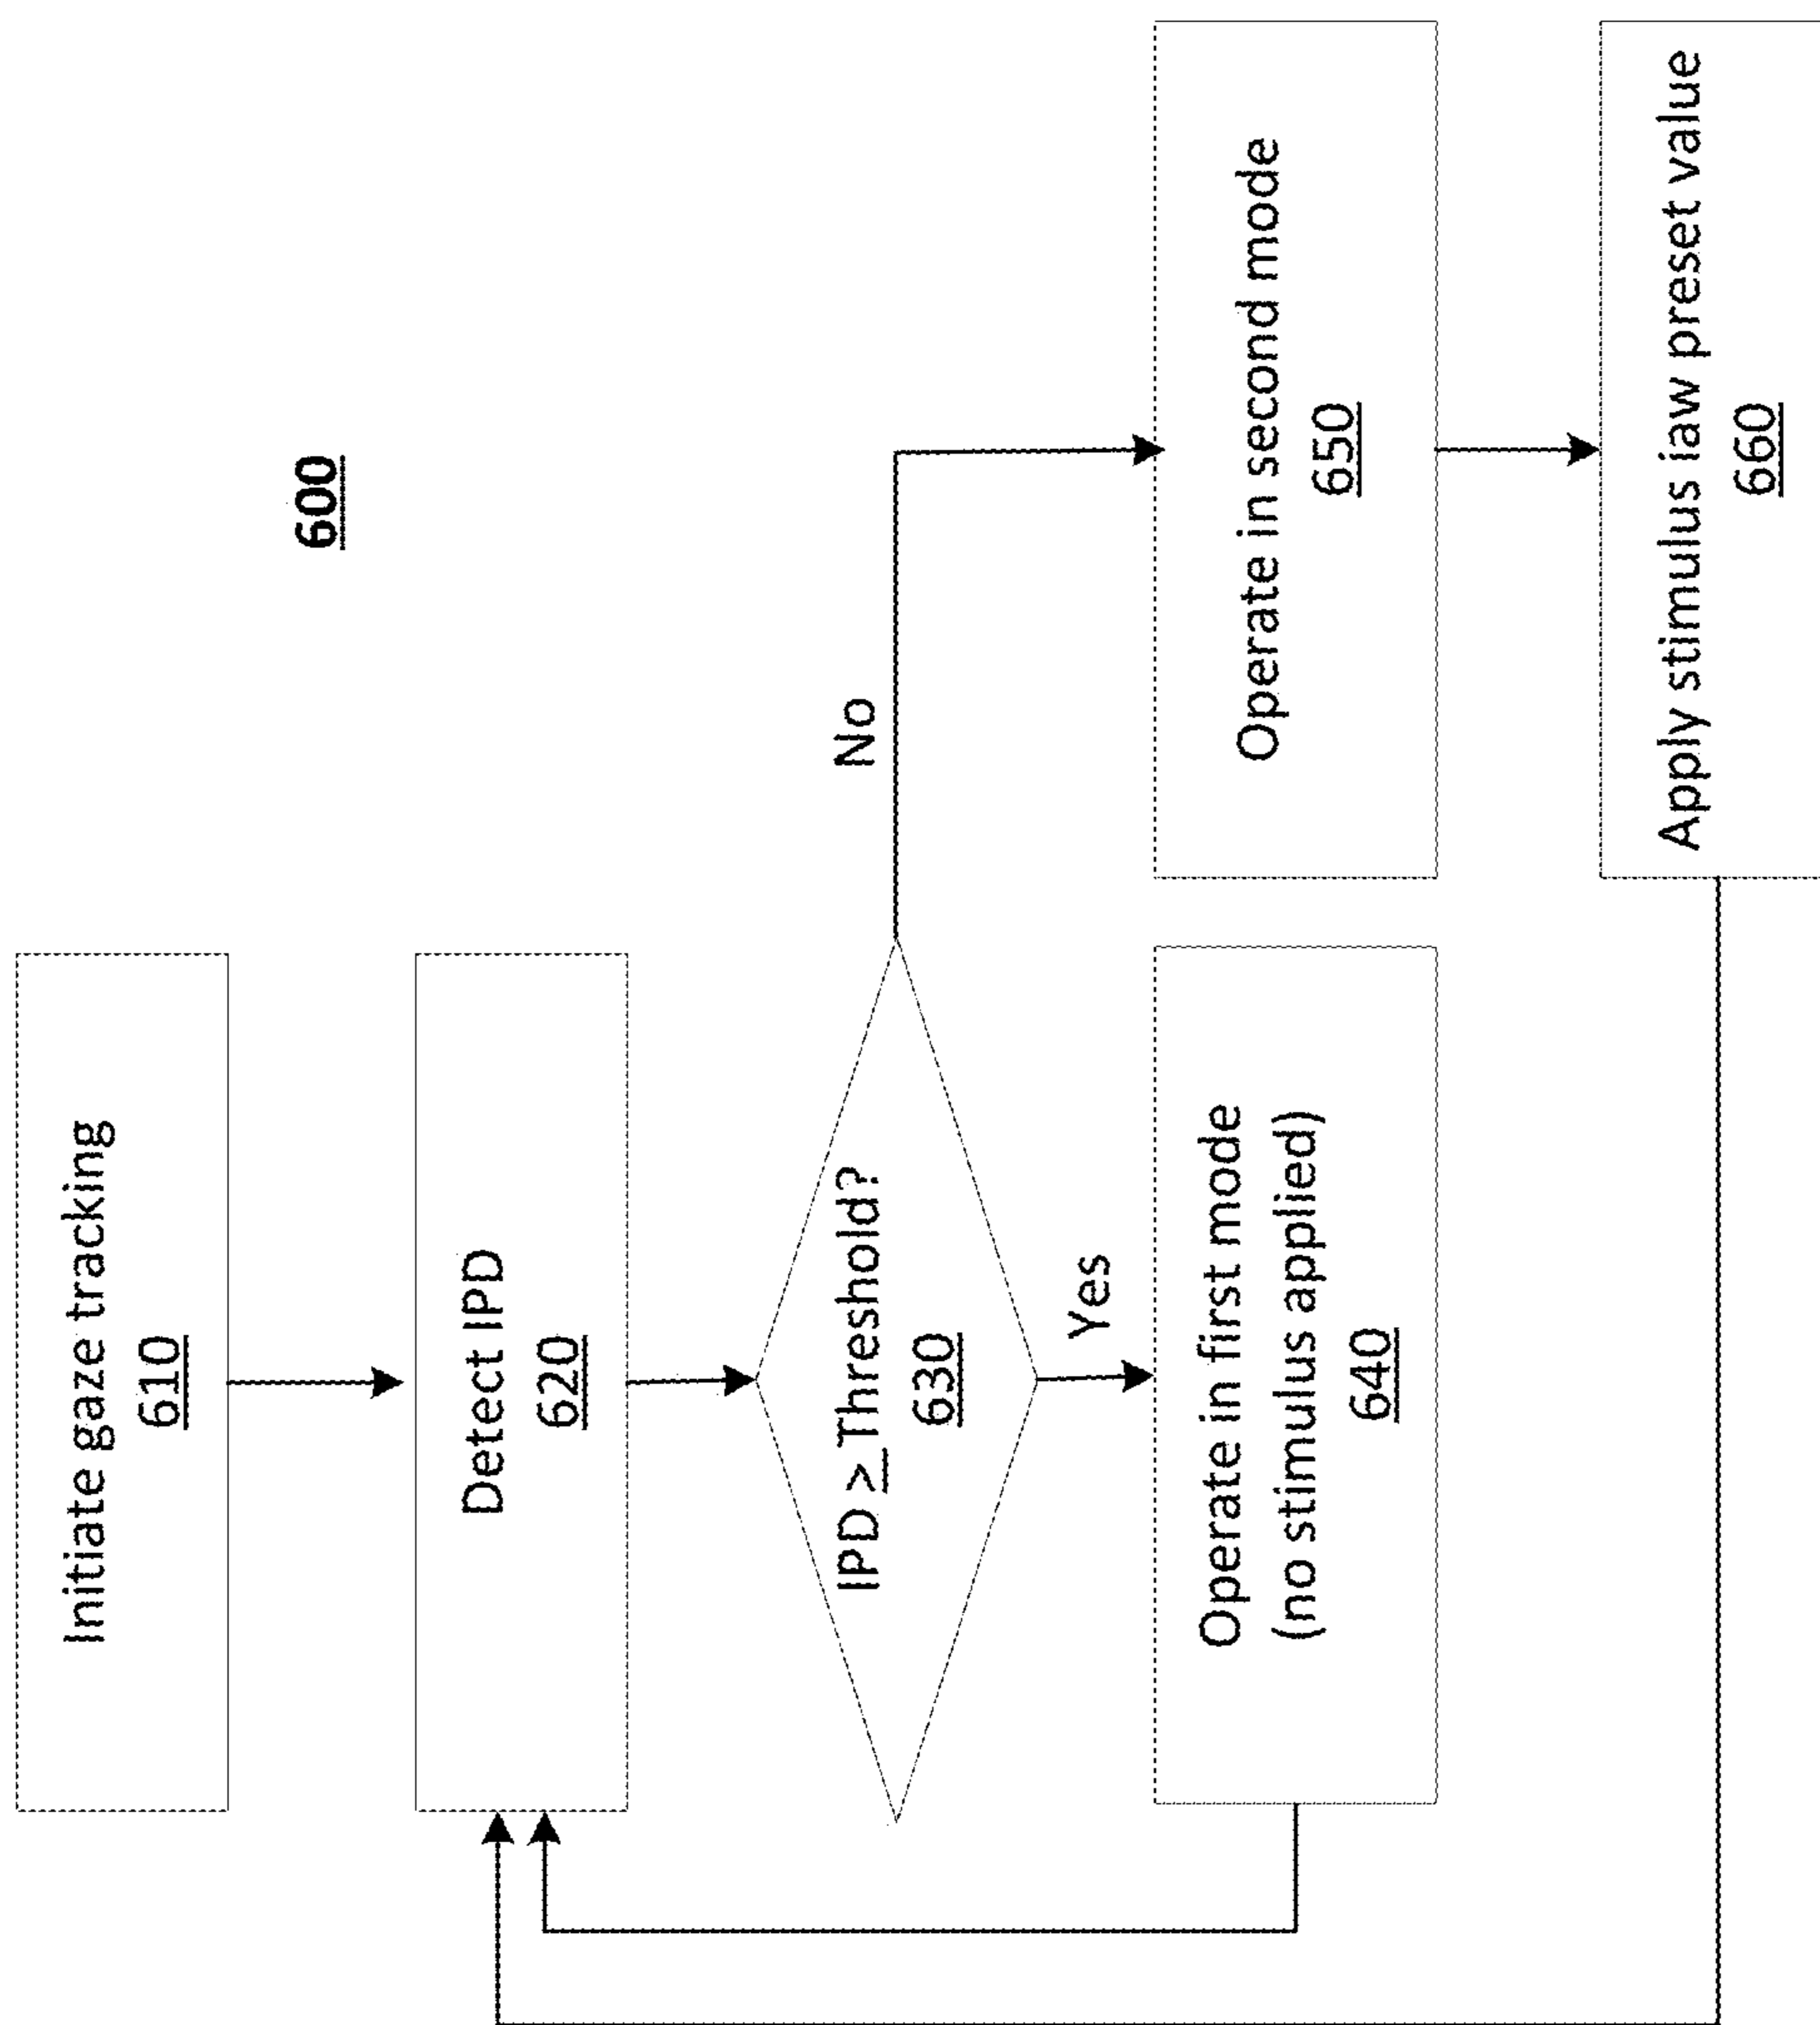 600
Initiate gaze tracking
610
Detect IPD
620
IPD ≥ Threshold?
630
No
Yes
Operate in first mode
(no stimulus applied)
640
Operate in second mode
650
Apply stimulus iaw preset value
660